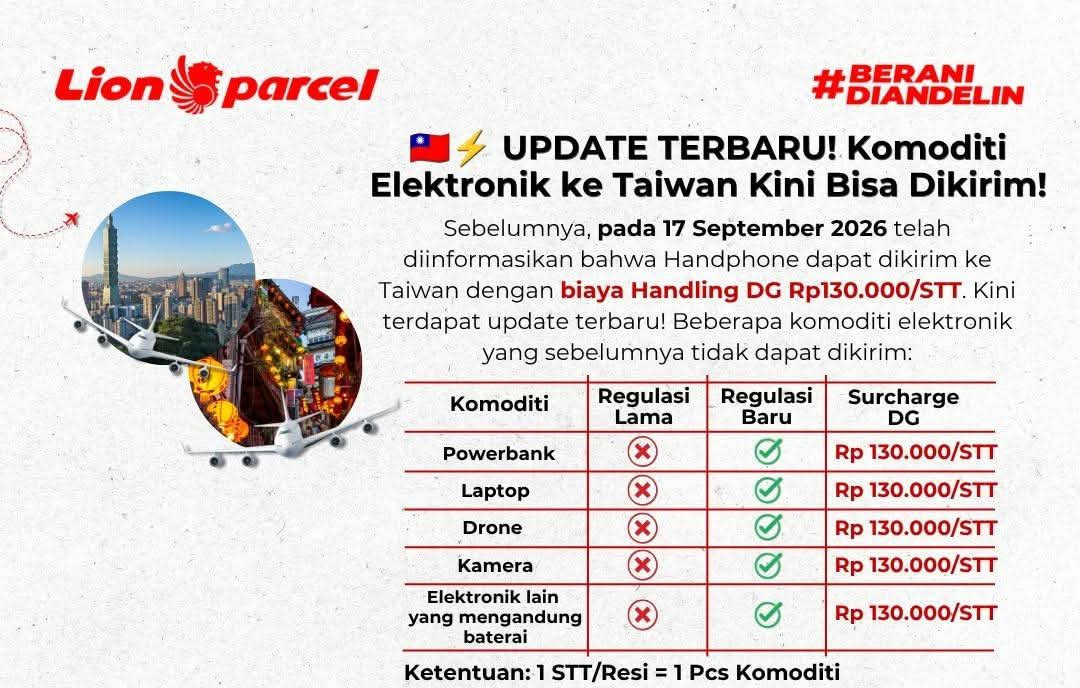 Lion parcel
#BERANI
DIANDELIN
🇹🇼⚡ UPDATE TERBARU! Komoditi
Elektronik ke Taiwan Kini Bisa Dikirim!
Sebelumnya, pada 17 September 2026 telah
diinformasikan bahwa Handphone dapat dikirim ke
Taiwan dengan biaya Handling DG Rp130.000/STT. Kini
terdapat update terbaru! Beberapa komoditi elektronik
yang sebelumnya tidak dapat dikirim:
Komoditi Regulasi Lama Regulasi Baru Surcharge DG
Powerbank ❌ ✅ Rp 130.000/STT
Laptop ❌ ✅ Rp 130.000/STT
Drone ❌ ✅ Rp 130.000/STT
Kamera ❌ ✅ Rp 130.000/STT
Elektronik lain
yang mengandung
baterai ❌ ✅ Rp 130.000/STT
Ketentuan: 1 STT/Resi = 1 Pcs Komoditi